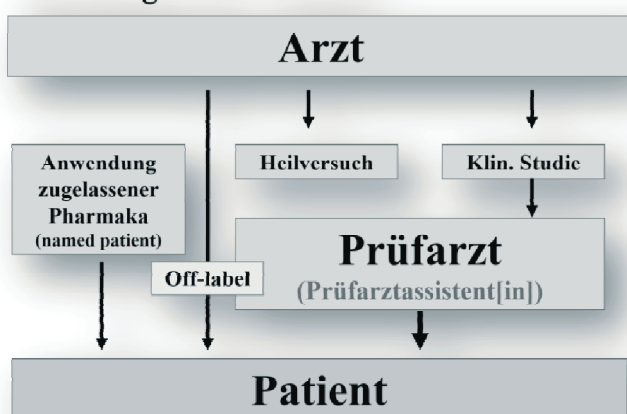 Arzt
Anwendung
zugelassener
Pharmaka
(named patient)
Heilversuch
Klin. Studie
Off-label
Prüfarzt
(Prüfarztassistent[in])
Patient